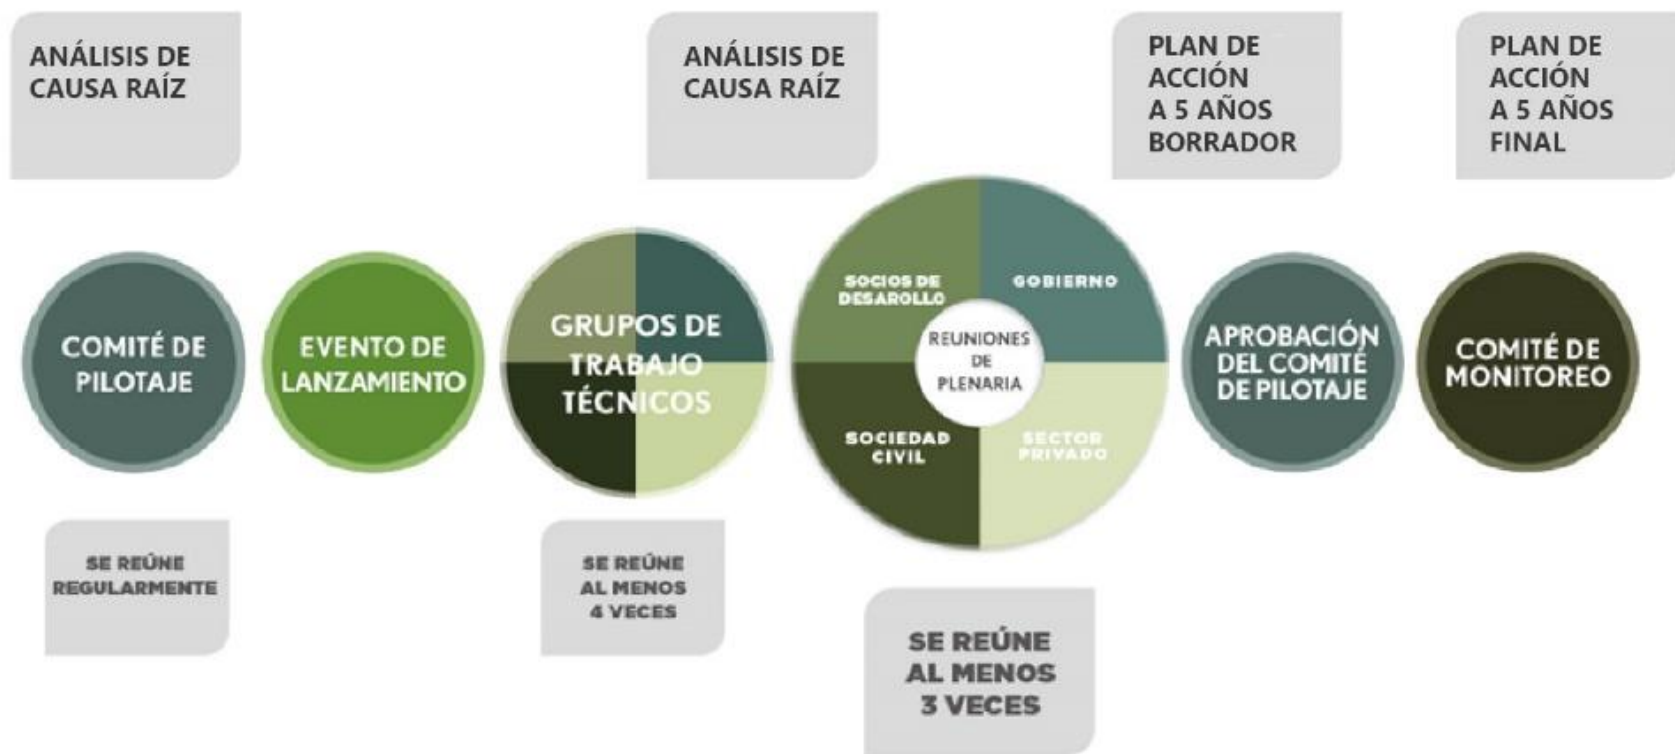 ANÁLISIS DE
CAUSA RAÍZ
ANÁLISIS DE
CAUSA RAÍZ
PLAN DE
ACCIÓN
A 5 AÑOS
BORRADOR
PLAN DE
ACCIÓN
A 5 AÑOS
FINAL
COMITÉ DE
PILOTAJE
EVENTO DE
LANZAMIENTO
GRUPOS DE
TRABAJO
TÉCNICOS
SOCIOS DE
DESAROLLO
GOBIERNO
REUNIONES
DE
PLENARIA
SOCIEDAD
CIVIL
SECTOR
PRIVADO
APROBACIÓN
DEL COMITÉ
DE PILOTAJE
COMITÉ DE
MONITOREO
SE REÚNE
REGULARMENTE
SE REÚNE
AL MENOS
4 VECES
SE REÚNE
AL MENOS
3 VECES